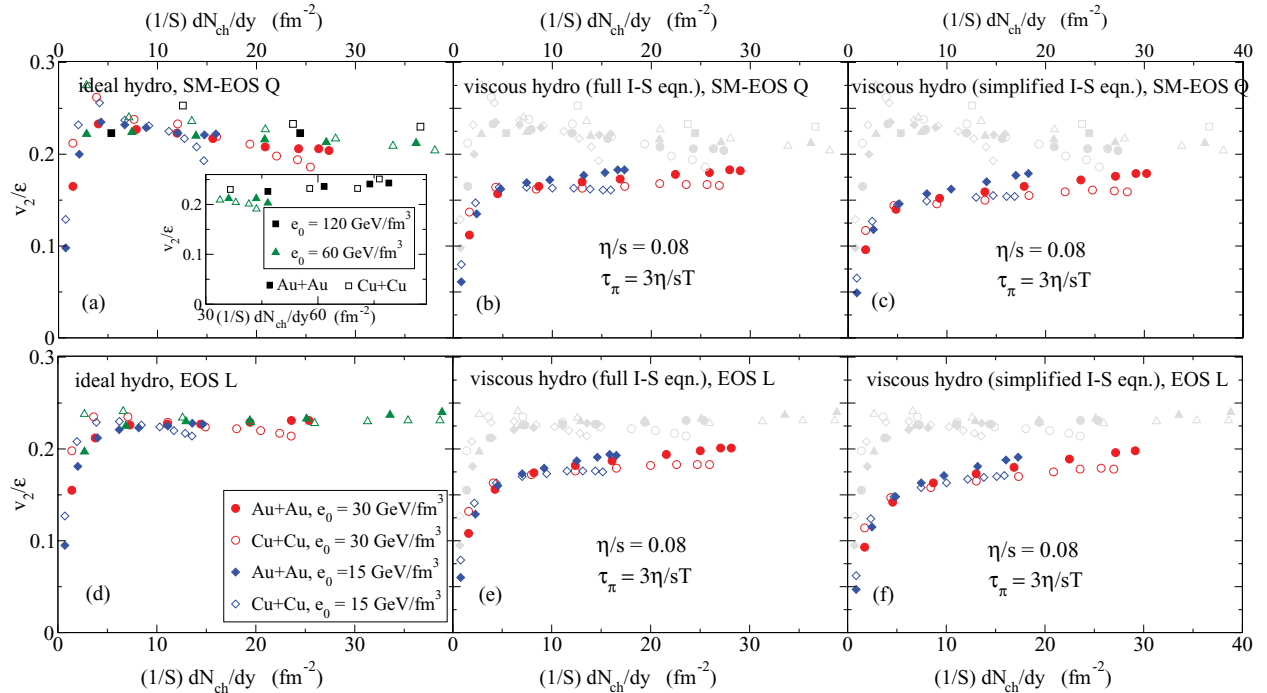 (1/S) dN_ch/dy (fm^-2) (1/S) dN_ch/dy (fm^-2) (1/S) dN_ch/dy (fm^-2)
0 10 20 30 0 10 20 30 0 10 20 30 40
0.3
ideal hydro, SM-EOS Q
viscous hydro (full I-S eqn.), SM-EOS Q
viscous hydro (simplified I-S eqn.), SM-EOS Q
0.2
v_2/ε
0.1
0
0.2
v_2/ε
0.1
0
e_0 = 120 GeV/fm^3
e_0 = 60 GeV/fm^3
Au+Au Cu+Cu
30 60
(1/S) dN_ch/dy (fm^-2)
(a)
η/s = 0.08
τ_π = 3η/sT
(b)
η/s = 0.08
τ_π = 3η/sT
(c)
0.3
ideal hydro, EOS L
viscous hydro (full I-S eqn.), EOS L
viscous hydro (simplified I-S eqn.), EOS L
0.2
v_2/ε
0.1
0
Au+Au, e_0 = 30 GeV/fm^3
Cu+Cu, e_0 = 30 GeV/fm^3
Au+Au, e_0 =15 GeV/fm^3
Cu+Cu, e_0 = 15 GeV/fm^3
(d)
η/s = 0.08
τ_π = 3η/sT
(e)
η/s = 0.08
τ_π = 3η/sT
(f)
0 10 20 30 0 10 20 30 0 10 20 30 40
(1/S) dN_ch/dy (fm^-2) (1/S) dN_ch/dy (fm^-2) (1/S) dN_ch/dy (fm^-2)